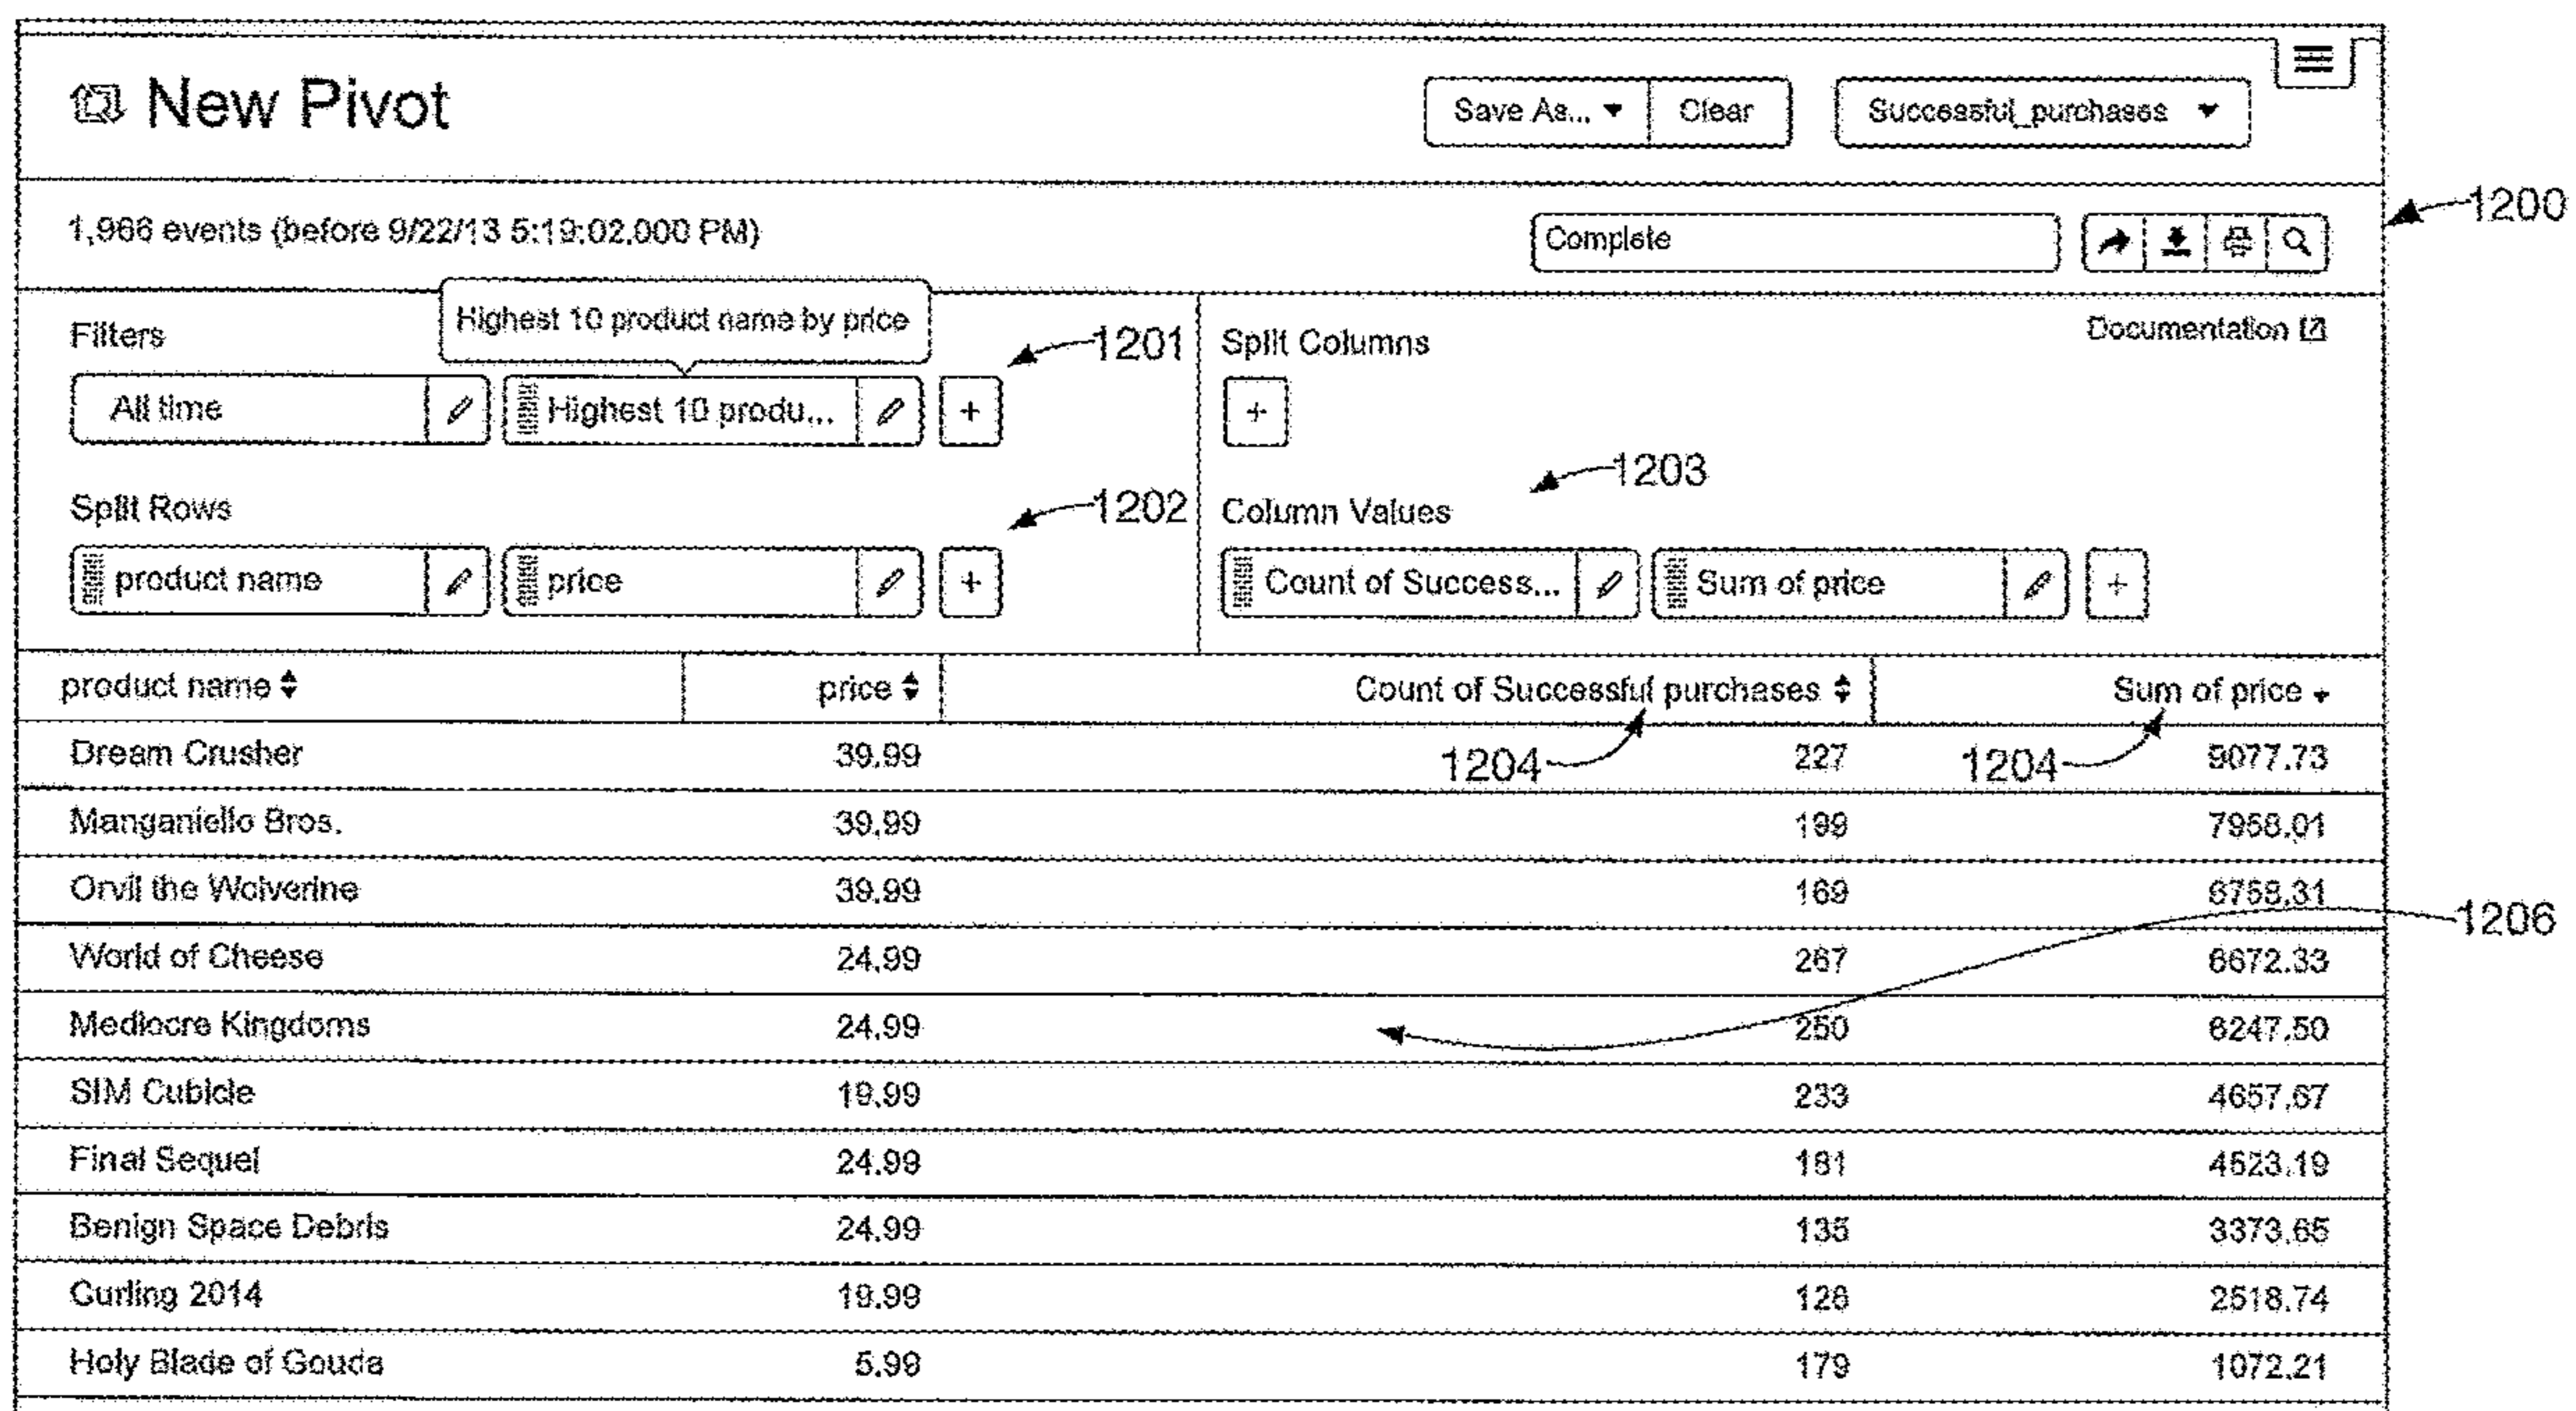 New Pivot
Save As... Clear Successful_purchases
1,966 events (before 9/22/13 5:19:02.000 PM)
Complete
1200
Filters
Highest 10 product name by price
1201
Split Columns
Documentation
All time
Highest 10 produ...
+
+
Split Rows
1202
1203
Column Values
product name
price
+
Count of Success...
Sum of price
+
product name price Count of Successful purchases Sum of price
1204
1204
Dream Crusher 39.99 227 9077.73
Manganiello Bros. 39.99 199 7958.01
Orvil the Wolverine 39.99 169 6758.31
1206
World of Cheese 24.99 267 6672.33
Mediocre Kingdoms 24.99 250 6247.50
SIM Cubicle 19.99 233 4657.67
Final Sequel 24.99 181 4523.19
Benign Space Debris 24.99 135 3373.65
Curling 2014 19.99 126 2518.74
Holy Blade of Gouda 5.99 179 1072.21